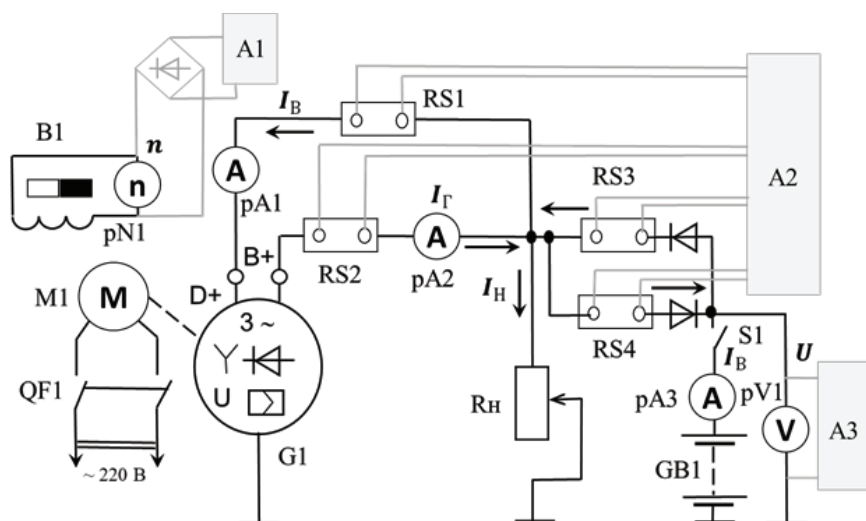 A1
B1
n
n
pN1
I_В
RS1
A
pA1
RS2
I_Г
A
pA2
RS3
A2
D+
B+
M1
M
3 ~
U
G1
QF1
~ 220 В
I_Н
Rн
RS4
S1
I_В
U
pA3
A
pV1
V
A3
GB1